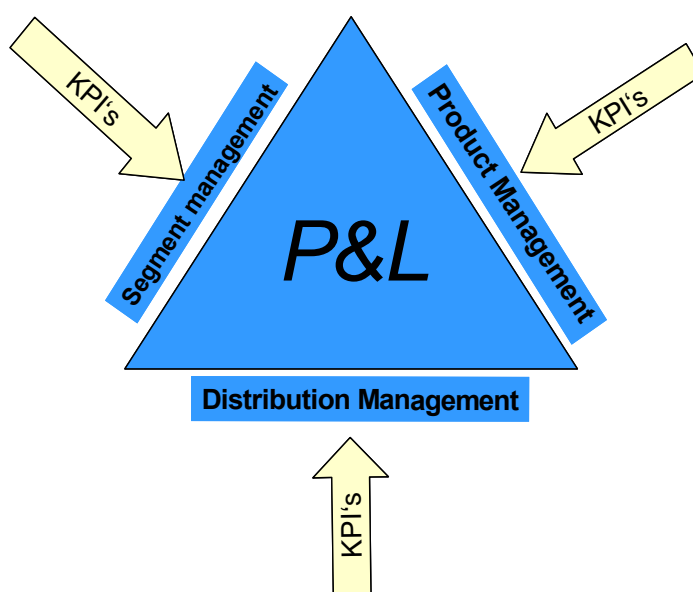 KPI‘s
KPI‘s
Segment management
Product Management
P&L
Distribution Management
KPI‘s